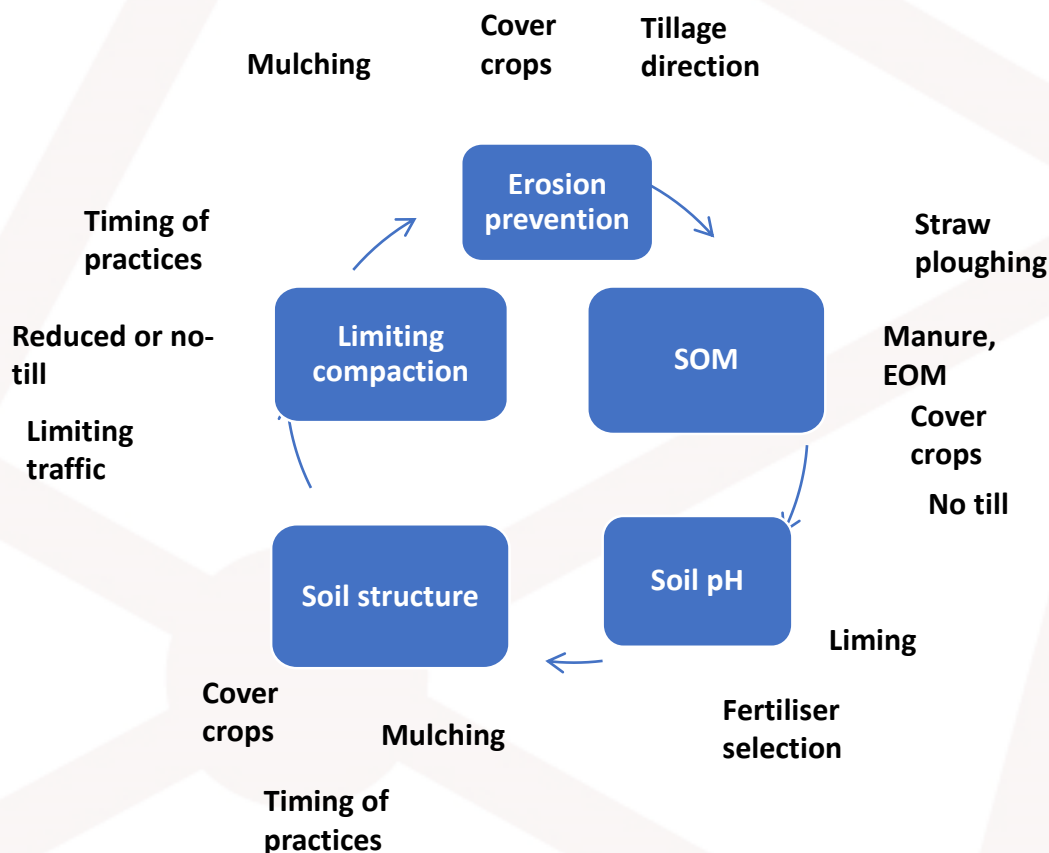 Mulching
Cover
crops
Tillage
direction
Erosion
prevention
Timing of
practices
Straw
ploughing
Limiting
compaction
SOM
Reduced or no-
till
Manure,
EOM
Limiting
traffic
Cover
crops
No till
Soil structure
Soil pH
Liming
Cover
crops
Mulching
Fertiliser
selection
Timing of
practices